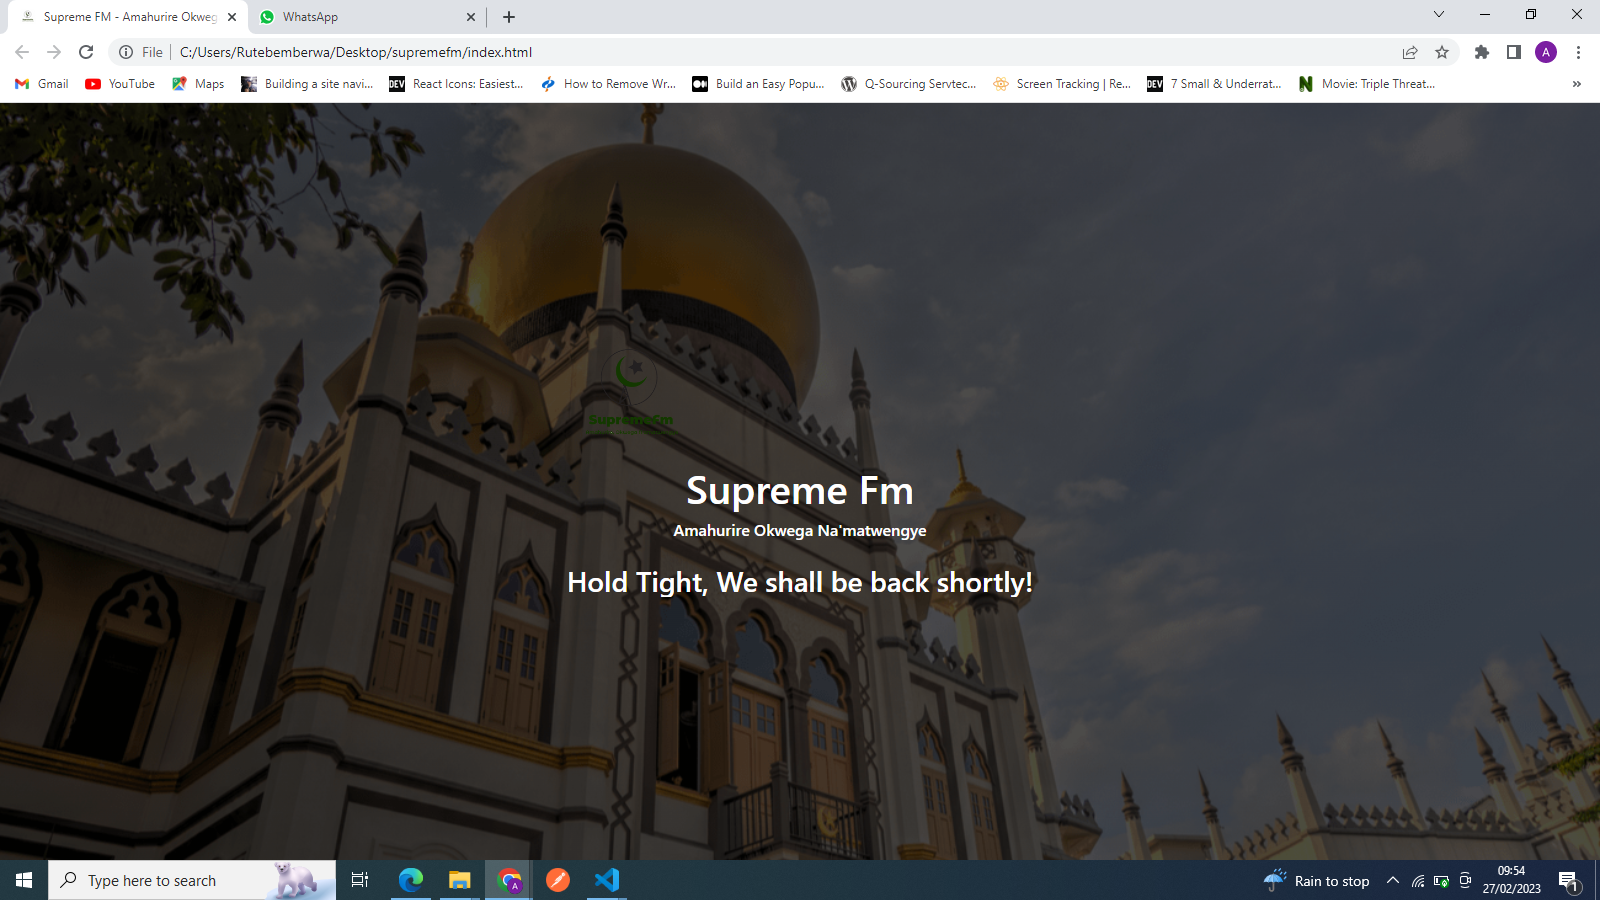 Supreme FM - Amahurire Okweg
WhatsApp
File
C:/Users/Rutebemberwa/Desktop/supremefm/index.html
A
Gmail
YouTube
Maps
Building a site navi...
DEV
React Icons: Easiest...
How to Remove Wr...
Build an Easy Popu...
Q-Sourcing Servtec...
Screen Tracking | Re...
DEV
7 Small & Underrat...
Movie: Triple Threat...
SupremeFm
Supreme Fm
Amahurire Okwega Na'matwengye
Hold Tight, We shall be back shortly!
Type here to search
A
Rain to stop
09:54
27/02/2023
1